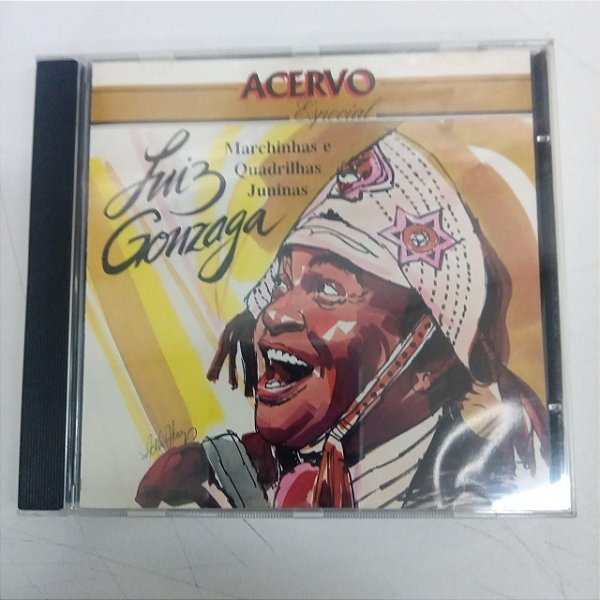 ACERVO
Especial
Marchinhas e
Quadrilhas
Juninas
Luiz
Gonzaga